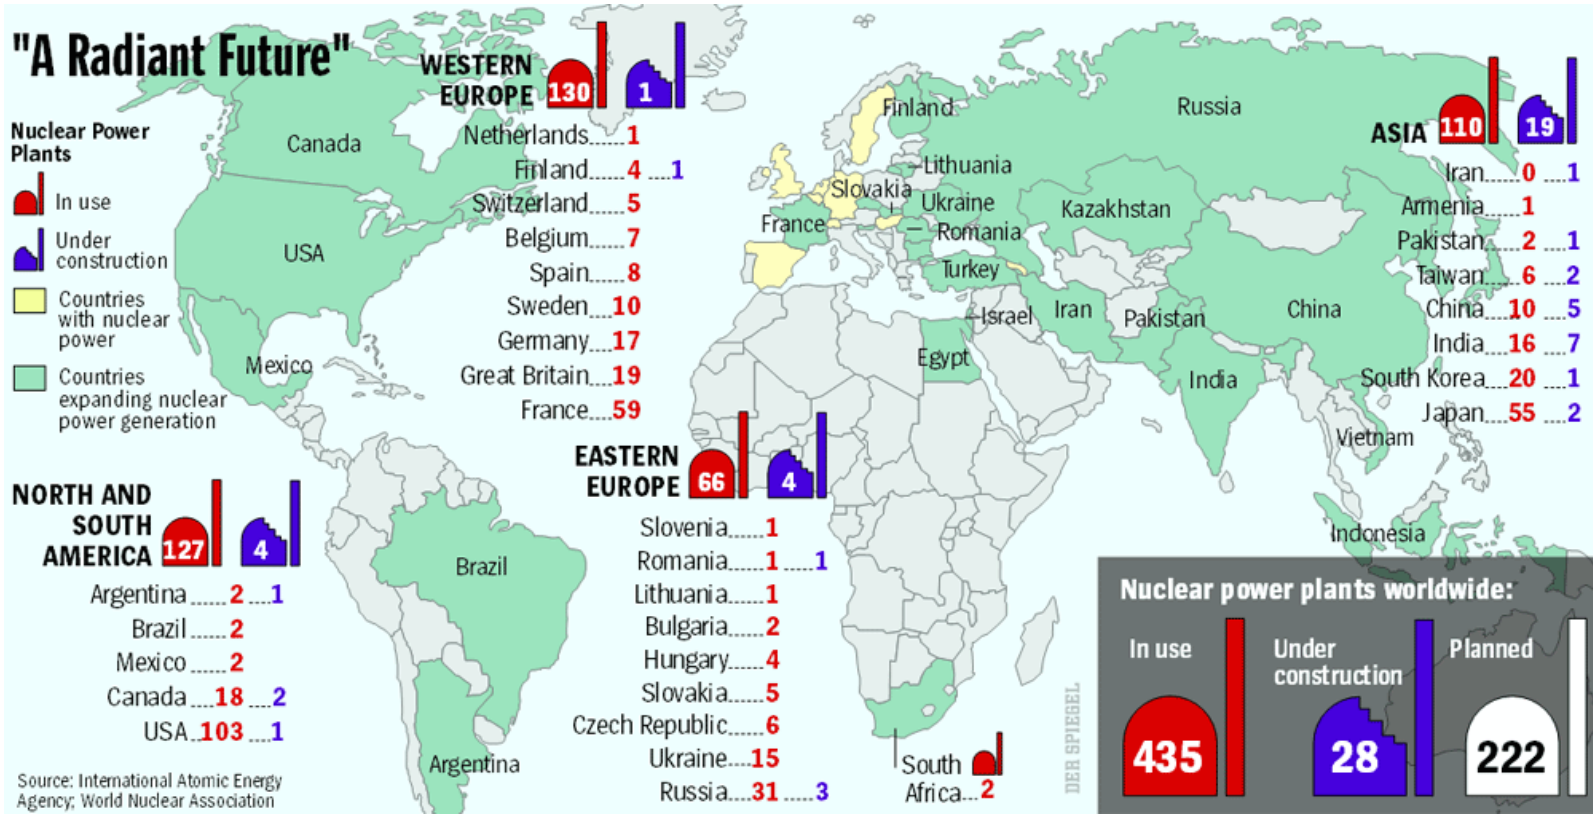 "A Radiant Future"
Nuclear Power
Plants
In use
Under
construction
Countries
with nuclear
power
Countries
expanding nuclear
power generation
WESTERN
EUROPE
130
1
Netherlands......1
Finland.....4 ....1
Switzerland.....5
Belgium......7
Spain.....8
Sweden....10
Germany....17
Great Britain....19
France....59
ASIA
110
19
Iran.....0 ....1
Armenia.....1
Pakistan.....2 ....1
Taiwan.....6 ....2
China....10 ....5
India....16 ....7
South Korea....20 ....1
Japan....55 ....2
NORTH AND
SOUTH
AMERICA
127
4
Argentina......2 ....1
Brazil......2
Mexico......2
Canada....18 ....2
USA..103 ....1
EASTERN
EUROPE
66
4
Slovenia......1
Romania......1 .....1
Lithuania......1
Bulgaria......2
Hungary......4
Slovakia......5
Czech Republic......6
Ukraine....15
Russia....31 .....3
South
Africa...2
Canada
USA
Mexico
Brazil
Argentina
Finland
Lithuania
Slovakia
Ukraine
France
Romania
Turkey
Israel
Egypt
Russia
Kazakhstan
Iran
Pakistan
China
India
Vietnam
Indonesia
Nuclear power plants worldwide:
In use
435
Under
construction
28
Planned
222
Source: International Atomic Energy
Agency; World Nuclear Association
DER SPIEGEL